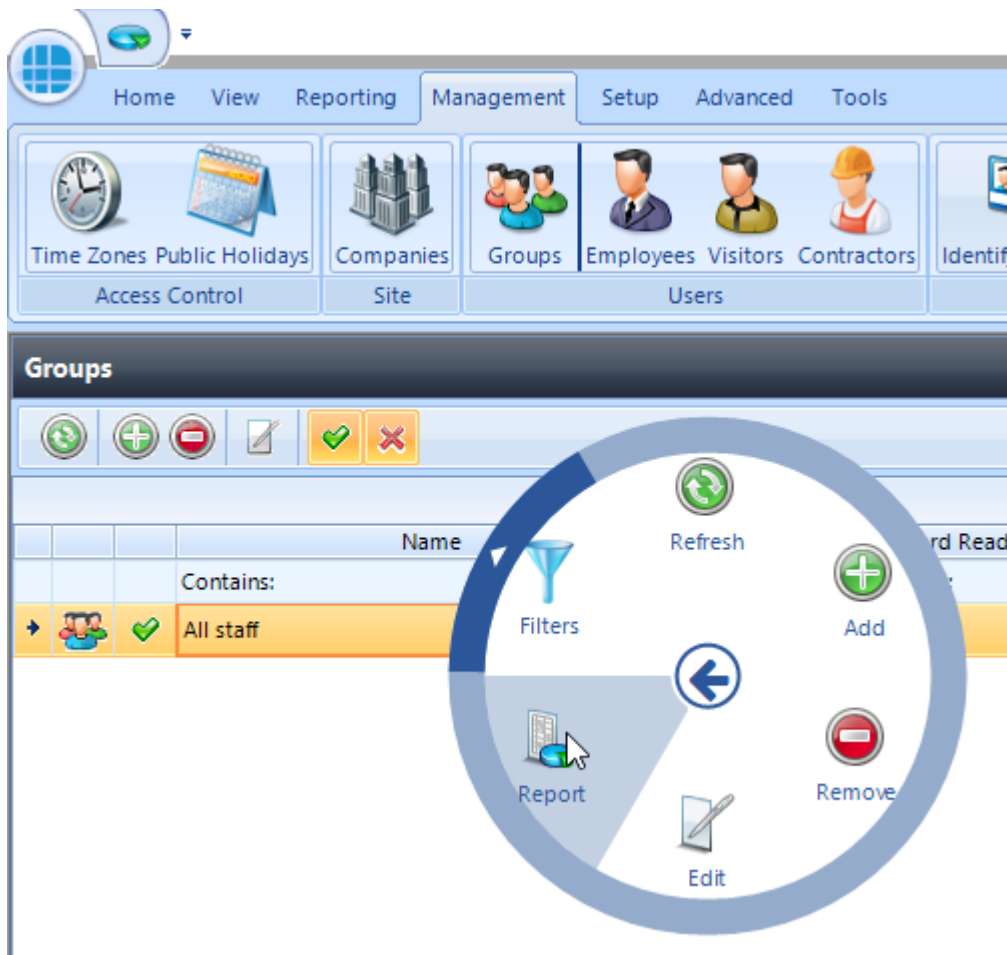 Home View Reporting Management Setup Advanced Tools
Time Zones Public Holidays Companies Groups Employees Visitors Contractors
Access Control Site Users
Groups
Name
Contains:
All staff
Refresh
Filters
Add
Report
Remove
Edit